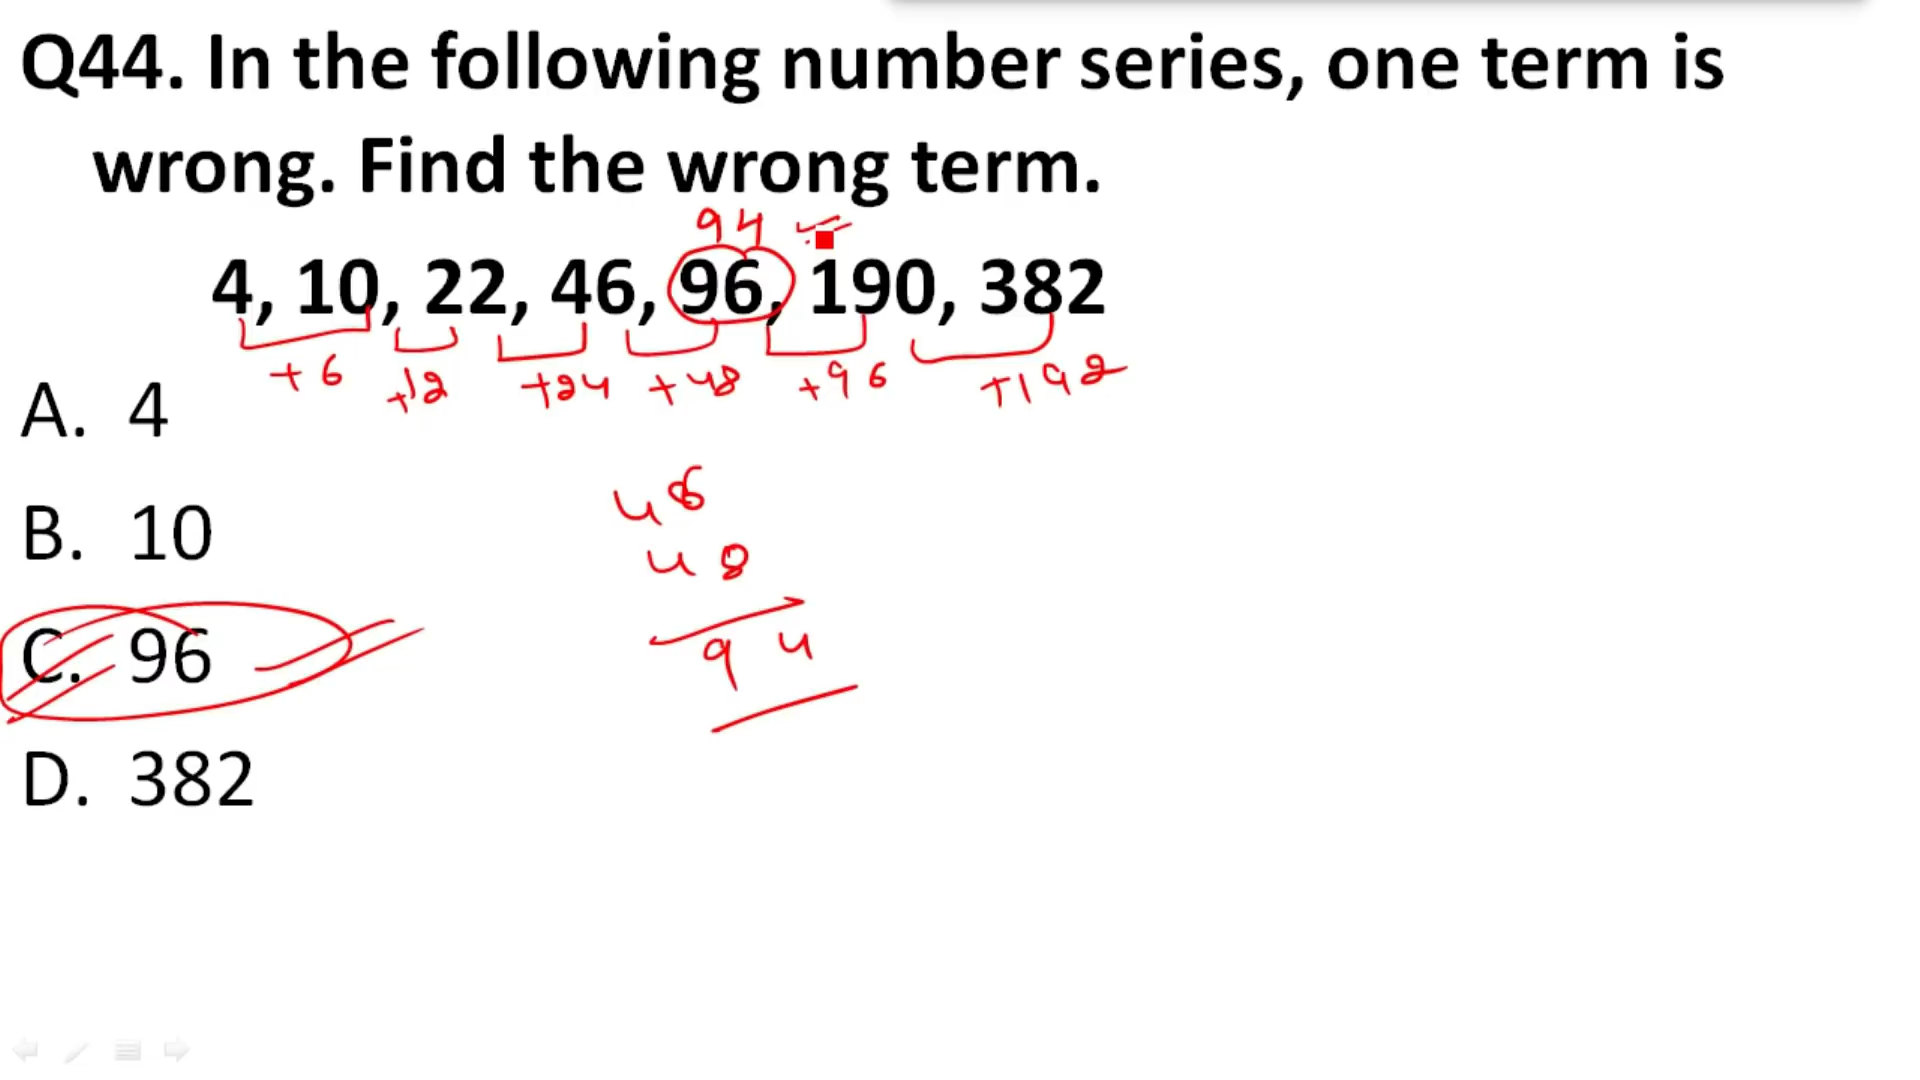 Q44. In the following number series, one term is
wrong. Find the wrong term.
94
4, 10, 22, 46, 96, 190, 382
+6 +12 +24 +48 +96 +192
A. 4
46
B. 10
48
C. 96
94
D. 382